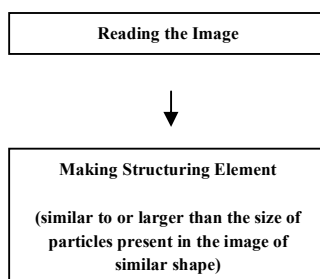 Reading the Image
Making Structuring Element
(similar to or larger than the size of
particles present in the image of
similar shape)